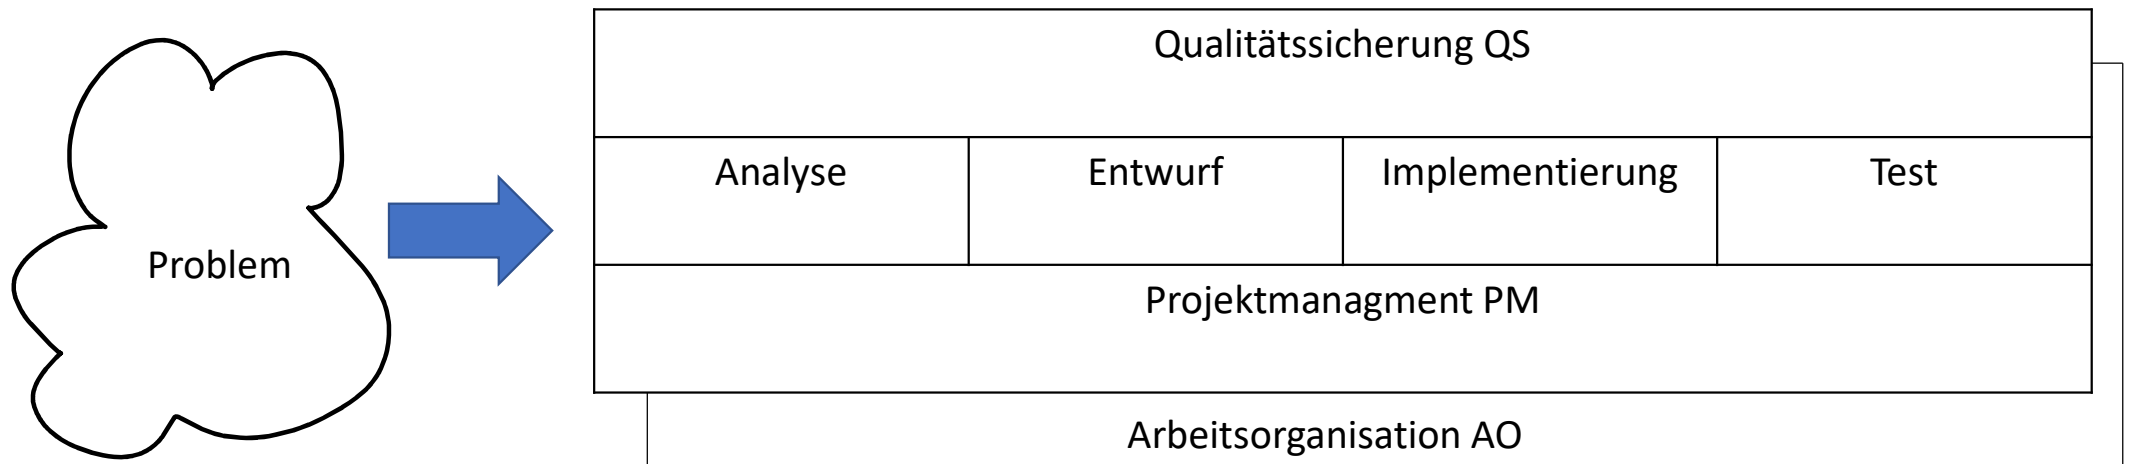 Problem
Qualitätssicherung QS
Analyse
Entwurf
Implementierung
Test
Projektmanagment PM
Arbeitsorganisation AO